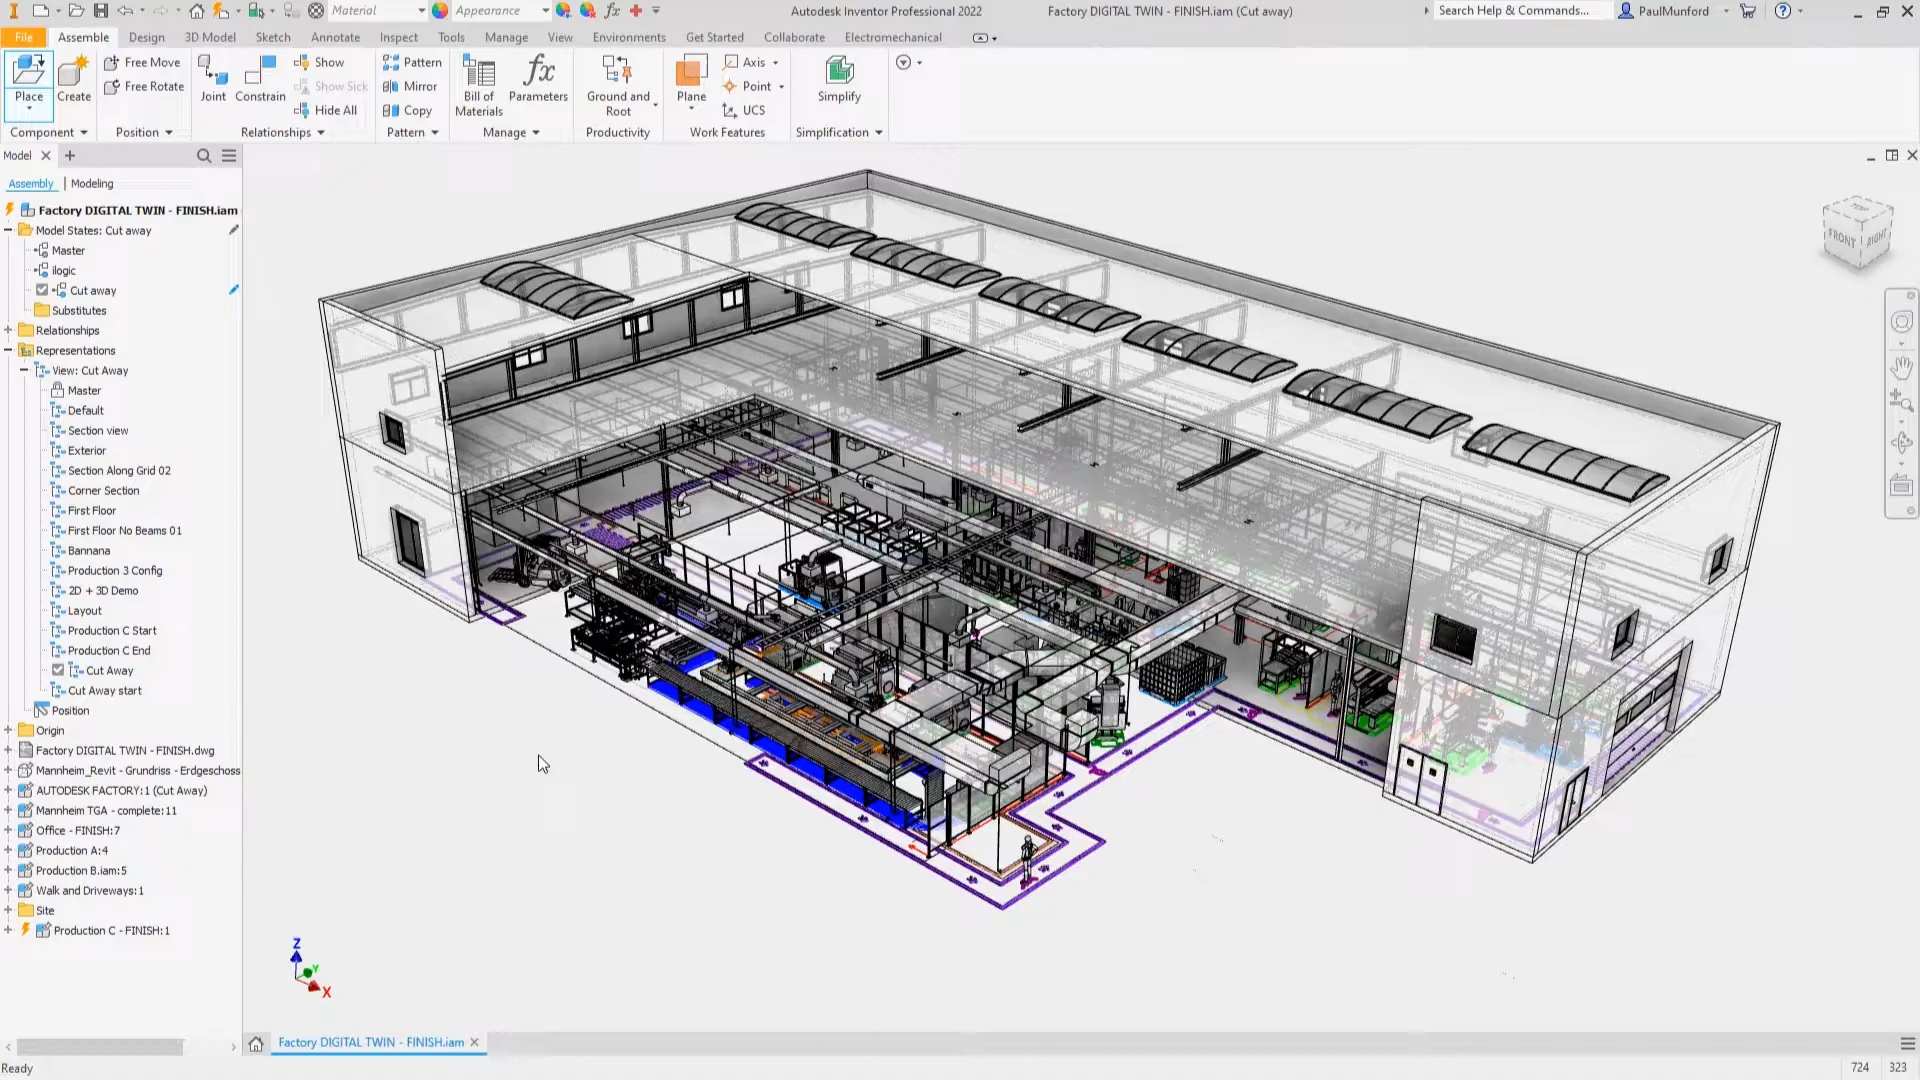 Material
Appearance
Autodesk Inventor Professional 2022
Factory DIGITAL TWIN - FINISH.iam (Cut away)
Search Help & Commands...
PaulMunford
File
Assemble
Design
3D Model
Sketch
Annotate
Inspect
Tools
Manage
View
Environments
Get Started
Collaborate
Electromechanical
Place
Create
Free Move
Free Rotate
Joint
Constrain
Show
Show Sick
Hide All
Pattern
Mirror
Copy
Bill of
Materials
fx
Parameters
Ground and
Root
Plane
Axis
Point
UCS
Simplify
Component
Position
Relationships
Pattern
Manage
Productivity
Work Features
Simplification
Model
Assembly
Modeling
Factory DIGITAL TWIN - FINISH.iam
Model States: Cut away
Master
ilogic
Cut away
Substitutes
Relationships
Representations
View: Cut Away
Master
Default
Section view
Exterior
Section Along Grid 02
Corner Section
First Floor
First Floor No Beams 01
Bannana
Production 3 Config
2D + 3D Demo
Layout
Production C Start
Production C End
Cut Away
Cut Away start
Position
Origin
Factory DIGITAL TWIN - FINISH.dwg
Mannheim_Revit - Grundriss - Erdgeschoss
AUTODESK FACTORY:1 (Cut Away)
Mannheim TGA - complete:11
Office - FINISH:7
Production A:4
Production B.iam:5
Walk and Driveways:1
Site
Production C - FINISH:1
TOP
FRONT
RIGHT
Z
Y
X
Factory DIGITAL TWIN - FINISH.iam
Ready
724
323